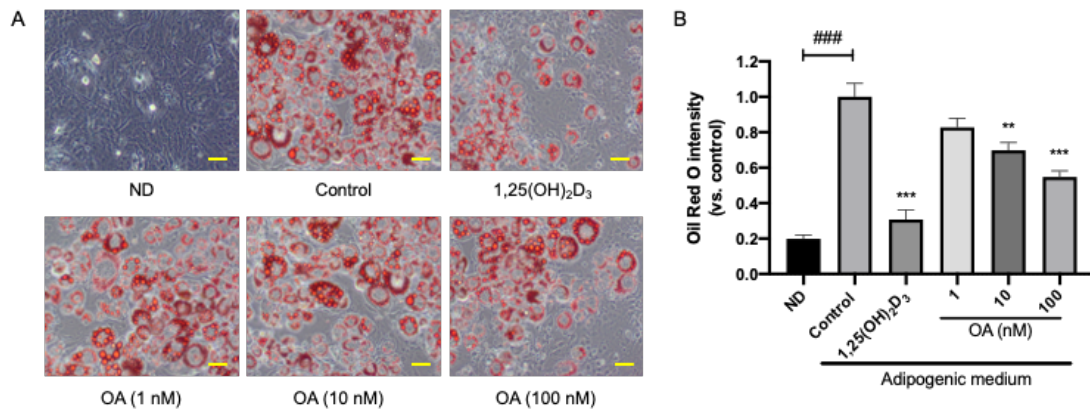 A
ND
Control
1,25(OH)₂D₃
OA (1 nM)
OA (10 nM)
OA (100 nM)
B
Oil Red O intensity
(vs. control)
1.2
1.0
0.8
0.6
0.4
0.2
0.0
###
***
**
***
ND
Control
1,25(OH)₂D₃
1
10
100
OA (nM)
Adipogenic medium